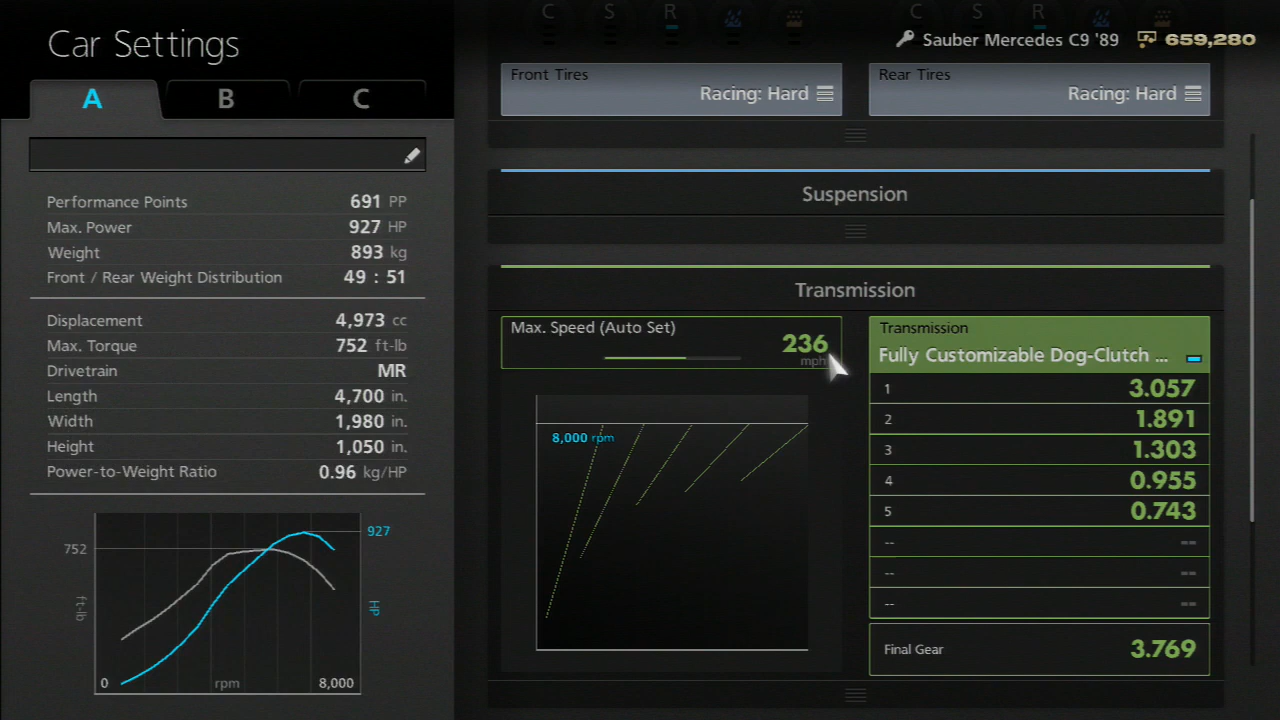 C S R C S R
Car Settings
Sauber Mercedes C9 '89 659,280
A B C
Front Tires
Racing: Hard
Rear Tires
Racing: Hard
Performance Points 691 PP
Max. Power 927 HP
Weight 893 kg
Front / Rear Weight Distribution 49 : 51
Displacement 4,973 cc
Max. Torque 752 ft-lb
Drivetrain MR
Length 4,700 in.
Width 1,980 in.
Height 1,050 in.
Power-to-Weight Ratio 0.96 kg/HP
752
927
ft-lb
HP
0 rpm 8,000
Suspension
Transmission
Max. Speed (Auto Set)
236
mph
8,000 rpm
Transmission
Fully Customizable Dog-Clutch ...
1 3.057
2 1.891
3 1.303
4 0.955
5 0.743
-- --
-- --
-- --
Final Gear 3.769